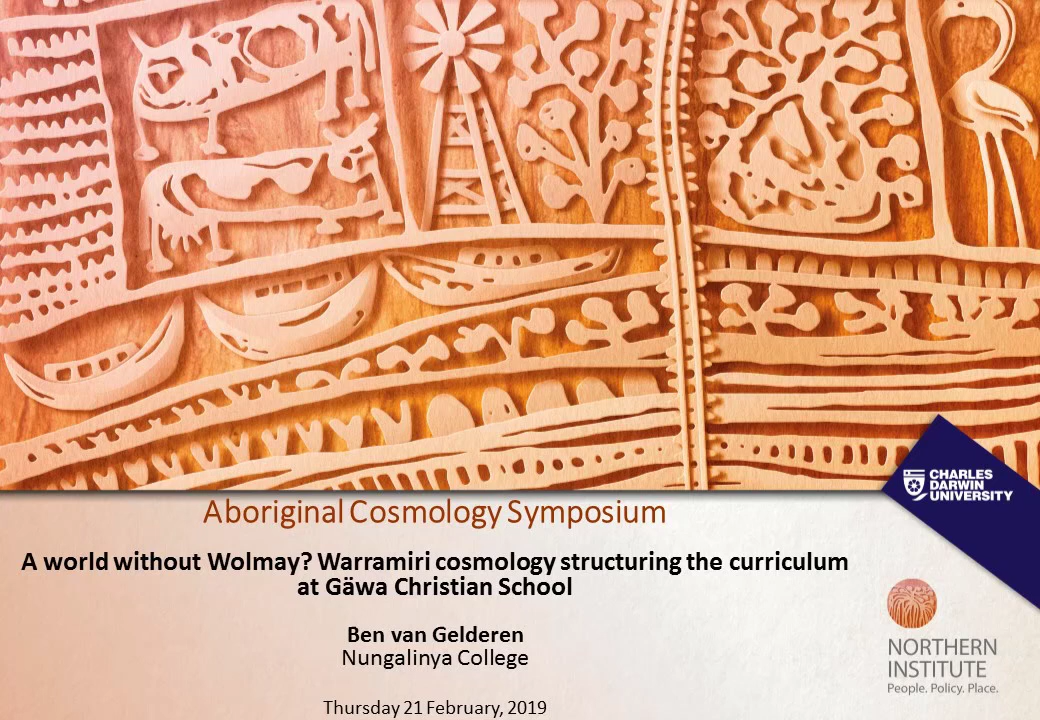 CHARLES
DARWIN
UNIVERSITY
Aboriginal Cosmology Symposium
A world without Wolmay? Warramiri cosmology structuring the curriculum
at Gäwa Christian School
Ben van Gelderen
Nungalinya College
Thursday 21 February, 2019
NORTHERN
INSTITUTE
People. Policy. Place.